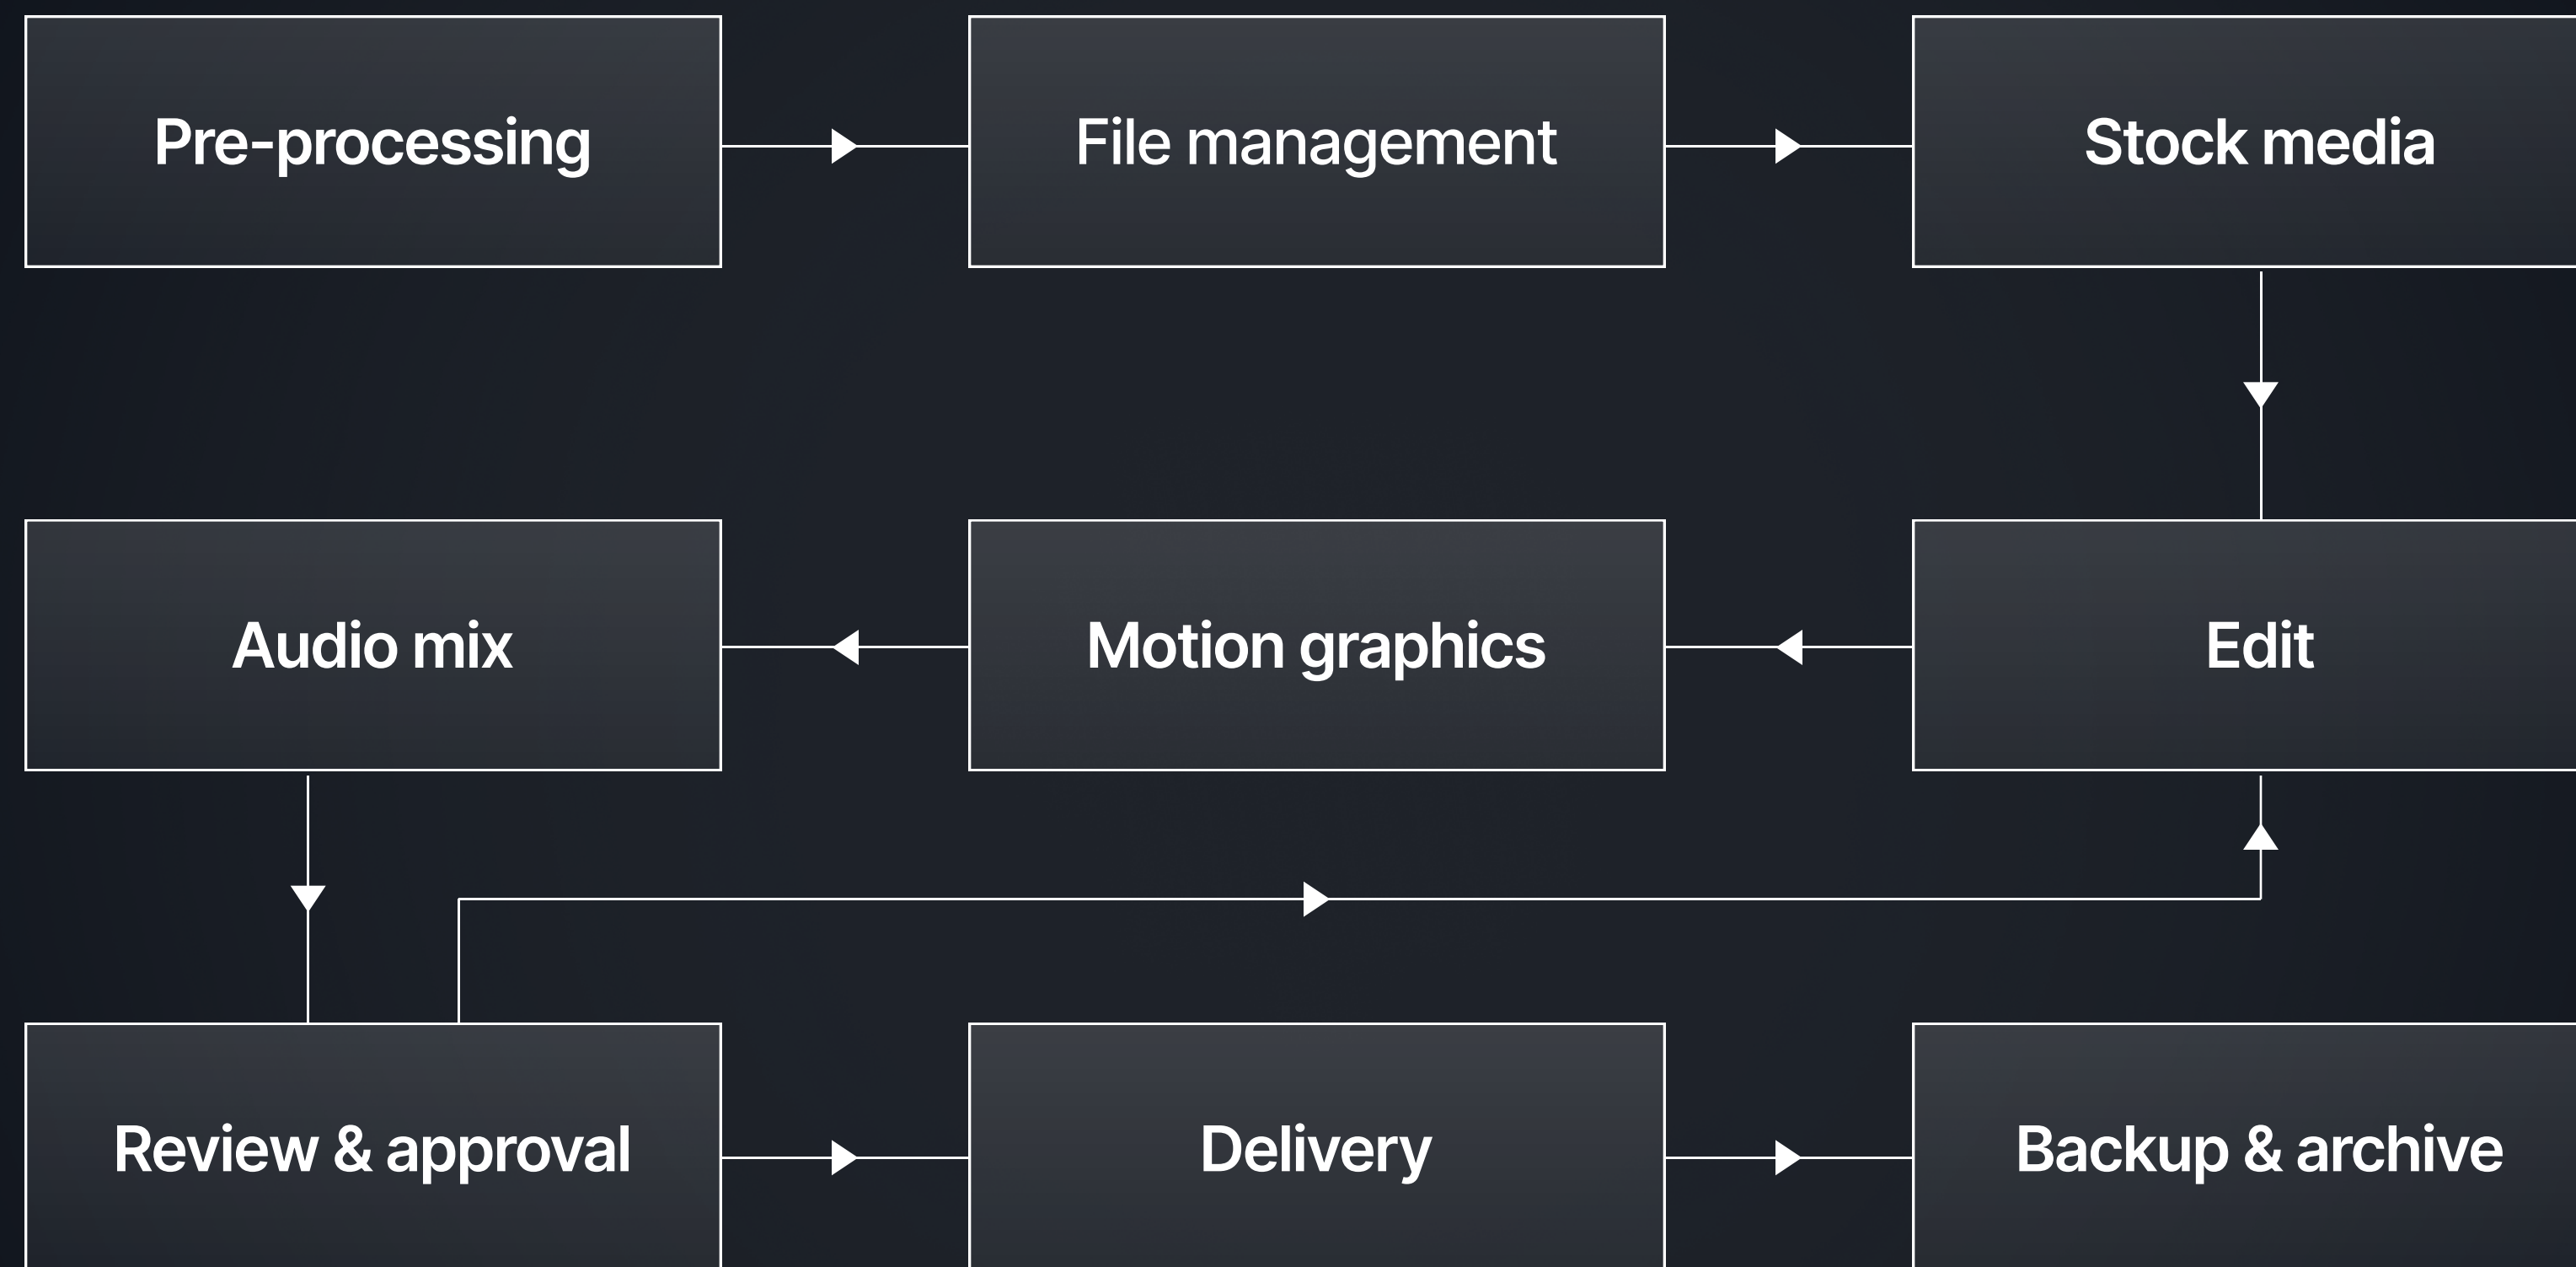 Pre-processing
File management
Stock media
Audio mix
Motion graphics
Edit
Review & approval
Delivery
Backup & archive